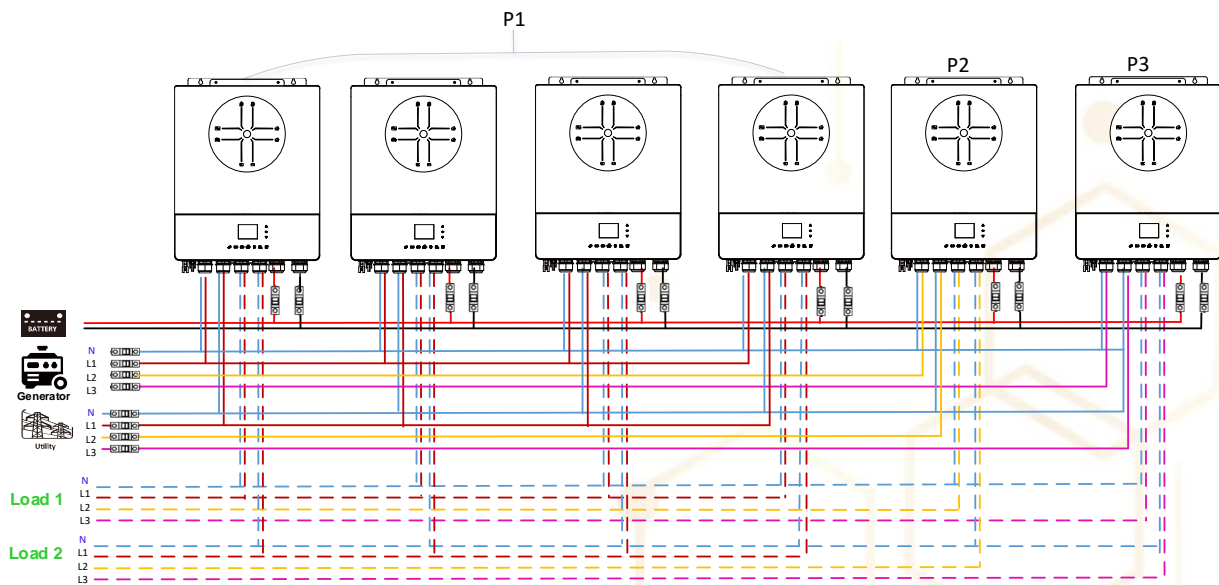 P1
P2
P3
BATTERY
Generator
N
L1
L2
L3
Utility
N
L1
L2
L3
Load 1
N
L1
L2
L3
Load 2
N
L1
L2
L3